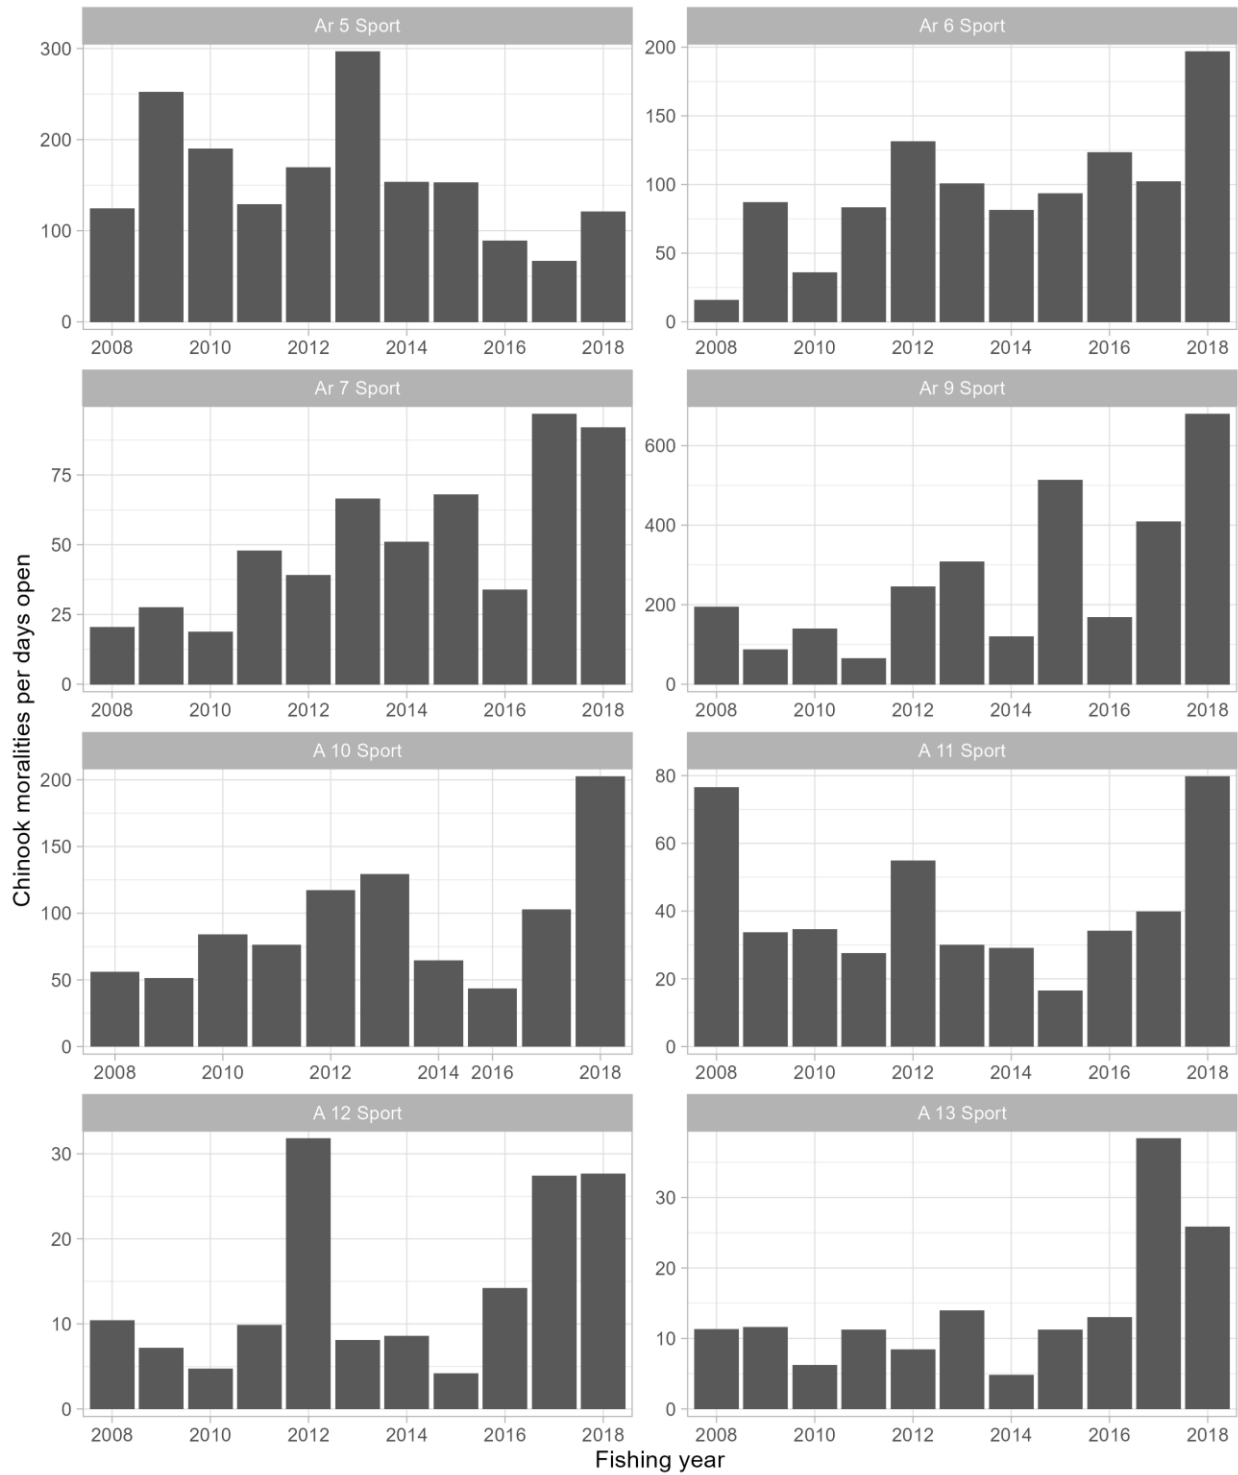 Ar 5 Sport
Ar 6 Sport
300
200
100
0
2008 2010 2012 2014 2016 2018
200
150
100
50
0
2008 2010 2012 2014 2016 2018
Ar 7 Sport
Ar 9 Sport
75
50
25
0
2008 2010 2012 2014 2016 2018
600
400
200
0
2008 2010 2012 2014 2016 2018
Chinook moralities per days open
A 10 Sport
A 11 Sport
200
150
100
50
0
2008 2010 2012 2014 2016 2018
80
60
40
20
0
2008 2010 2012 2014 2016 2018
A 12 Sport
A 13 Sport
30
20
10
0
2008 2010 2012 2014 2016 2018
30
20
10
0
2008 2010 2012 2014 2016 2018
Fishing year